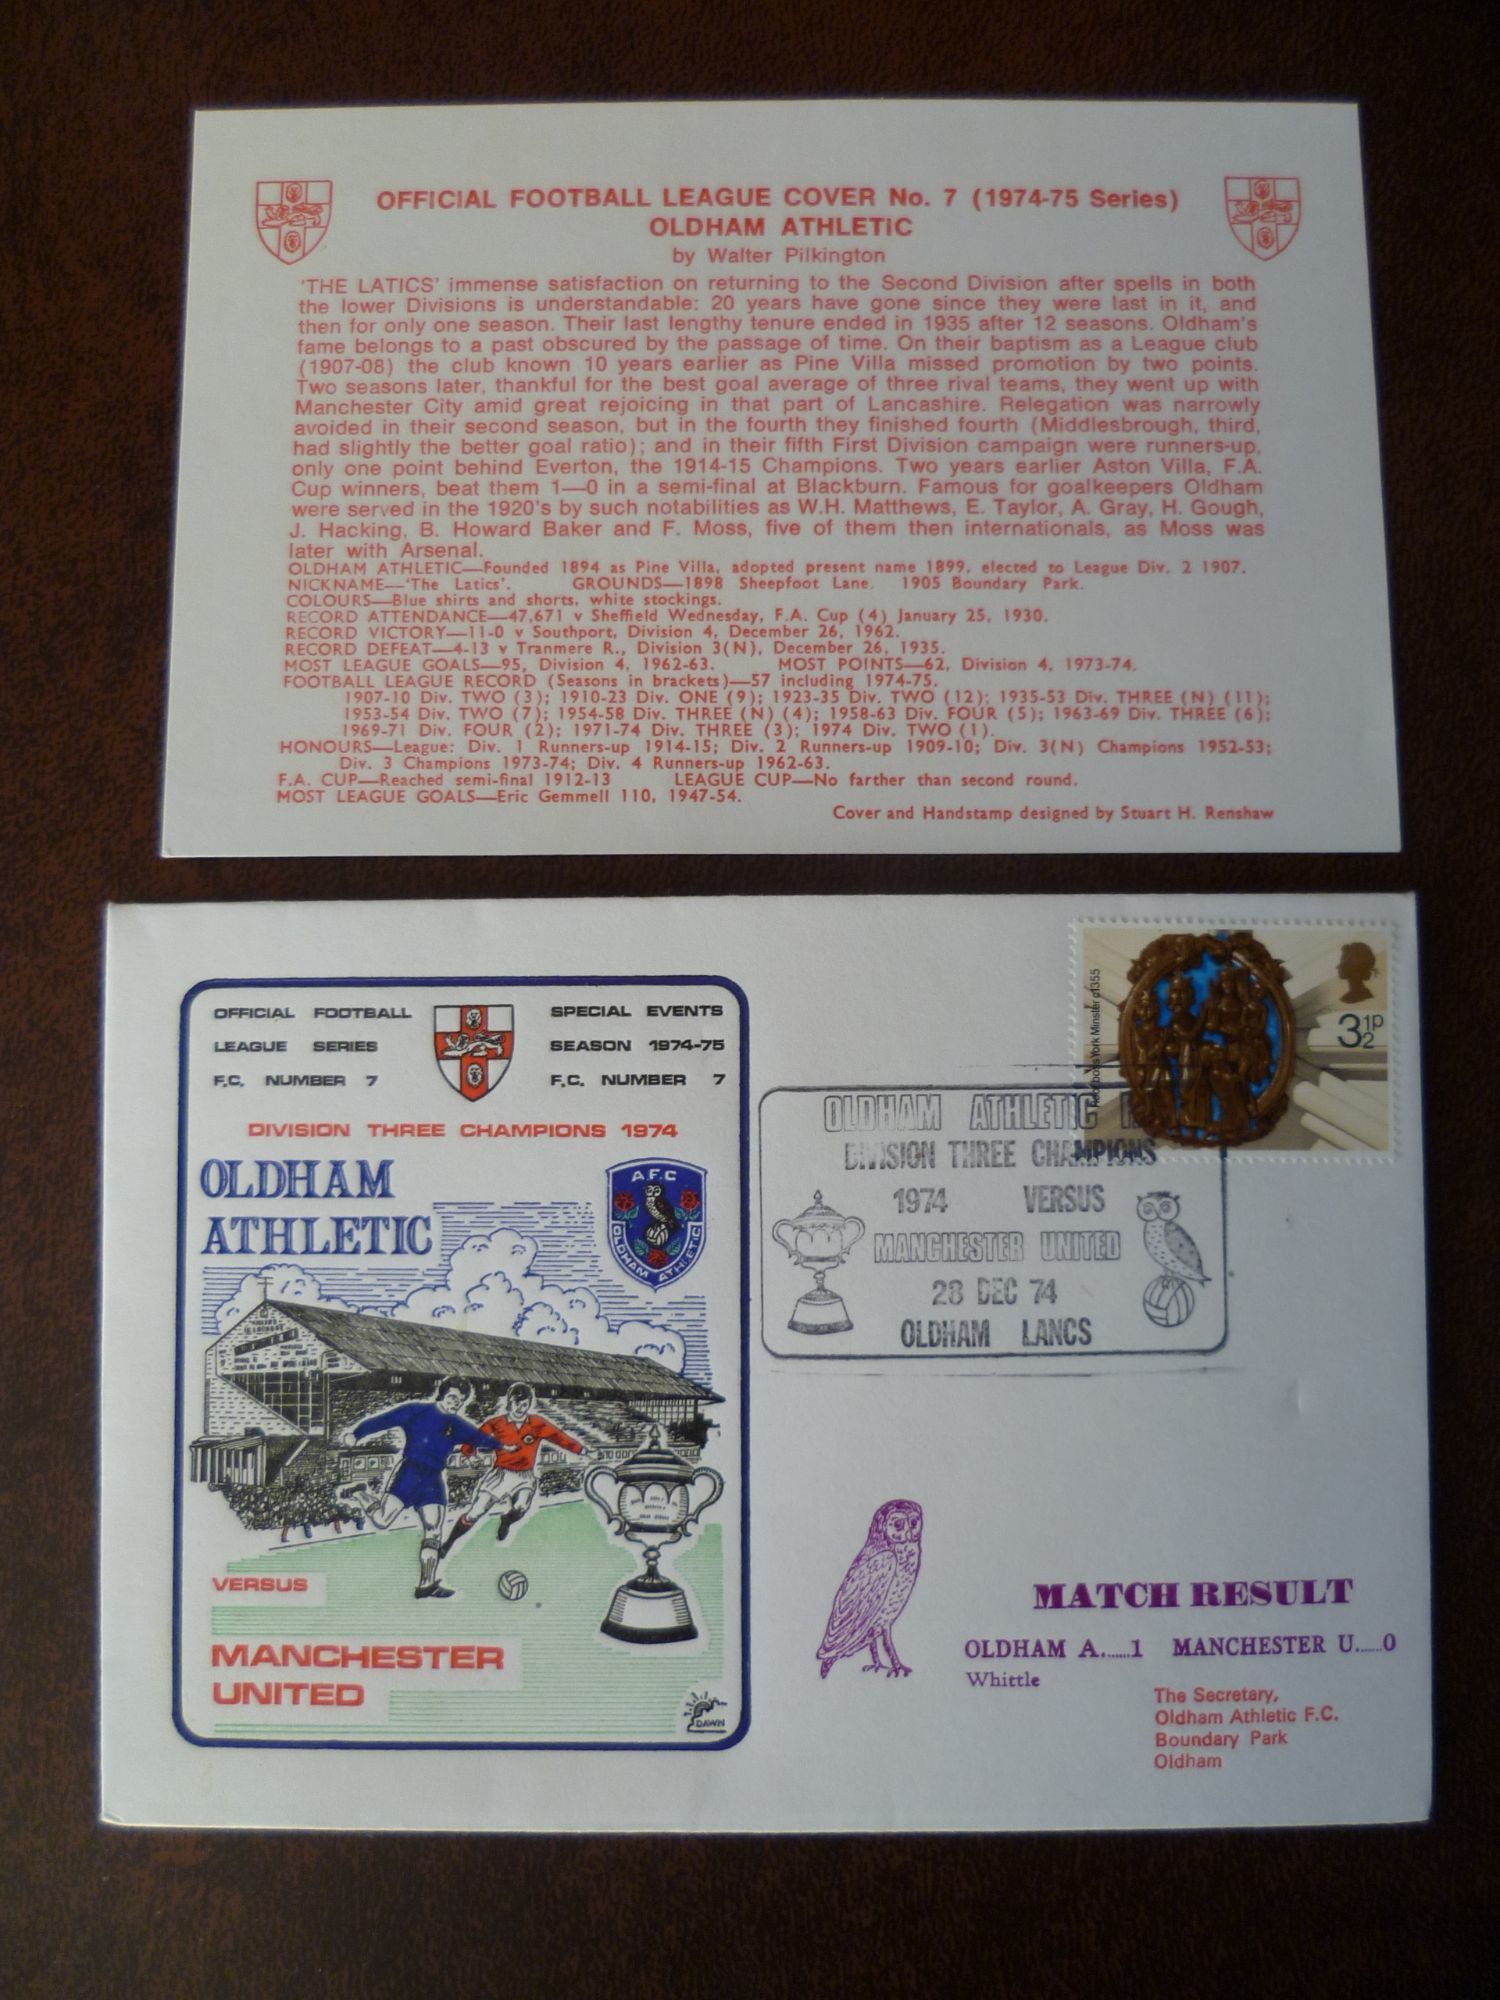 OFFICIAL FOOTBALL LEAGUE COVER No. 7 (1974-75 Series)
OLDHAM ATHLETIC
by Walter Pilkington
'THE LATICS' immense satisfaction on returning to the Second Division after spells in both
the lower Divisions is understandable: 20 years have gone since they were last in it, and
then for only one season. Their last lengthy tenure ended in 1935 after 12 seasons. Oldham's
fame belongs to a past obscured by the passage of time. On their baptism as a League club
(1907-08) the club known 10 years earlier as Pine Villa missed promotion by two points.
Two seasons later, thankful for the best goal average of three rival teams, they went up with
Manchester City amid great rejoicing in that part of Lancashire. Relegation was narrowly
avoided in their second season, but in the fourth they finished fourth (Middlesbrough, third,
had slightly the better goal ratio); and in their fifth First Division campaign were runners-up,
only one point behind Everton, the 1914-15 Champions. Two years earlier Aston Villa, F.A.
Cup winners, beat them 1—0 in a semi-final at Blackburn. Famous for goalkeepers Oldham
were served in the 1920's by such notabilities as W.H. Matthews, E. Taylor, A. Gray, H. Gough,
J. Hacking, B. Howard Baker and F. Moss, five of them then internationals, as Moss was
later with Arsenal.
OLDHAM ATHLETIC—Founded 1894 as Pine Villa, adopted present name 1899, elected to League Div. 2 1907.
NICKNAME—'The Latics'. GROUNDS—1898 Sheepfoot Lane. 1905 Boundary Park.
COLOURS—Blue shirts and shorts, white stockings.
RECORD ATTENDANCE—47,671 v Sheffield Wednesday, F.A. Cup (4) January 25, 1930.
RECORD VICTORY—11-0 v Southport, Division 4, December 26, 1962.
RECORD DEFEAT—4-13 v Tranmere R., Division 3(N), December 26, 1935.
MOST LEAGUE GOALS—95, Division 4, 1962-63. MOST POINTS—62, Division 4, 1973-74.
FOOTBALL LEAGUE RECORD (Seasons in brackets)—57 including 1974-75.
1907-10 Div. TWO (3); 1910-23 Div. ONE (9); 1923-35 Div. TWO (12); 1935-53 Div. THREE (N) (11);
1953-54 Div. TWO (7); 1954-58 Div. THREE (N) (4); 1958-63 Div. FOUR (5); 1963-69 Div. THREE (6);
1969-71 Div. FOUR (2); 1971-74 Div. THREE (3); 1974 Div. TWO (1).
HONOURS—League: Div. 1 Runners-up 1914-15; Div. 2 Runners-up 1909-10; Div. 3(N) Champions 1952-53;
Div. 3 Champions 1973-74; Div. 4 Runners-up 1962-63.
F.A. CUP—Reached semi-final 1912-13 LEAGUE CUP—No farther than second round.
MOST LEAGUE GOALS—Eric Gemmell 110, 1947-54.
Cover and Handstamp designed by Stuart H. Renshaw
OFFICIAL FOOTBALL
LEAGUE SERIES
F.C. NUMBER 7
SPECIAL EVENTS
SEASON 1974-75
F.C. NUMBER 7
DIVISION THREE CHAMPIONS 1974
OLDHAM
ATHLETIC
A.F.C
OLDHAM ATHLETIC
VERSUS
MANCHESTER
UNITED
DAWN
York Minster c1355
3½P
OLDHAM ATHLETIC
DIVISION THREE CHAMPIONS
1974 VERSUS
MANCHESTER UNITED
28 DEC 74
OLDHAM LANCS
MATCH RESULT
OLDHAM A.......1 MANCHESTER U......0
Whittle
The Secretary,
Oldham Athletic F.C.
Boundary Park
Oldham